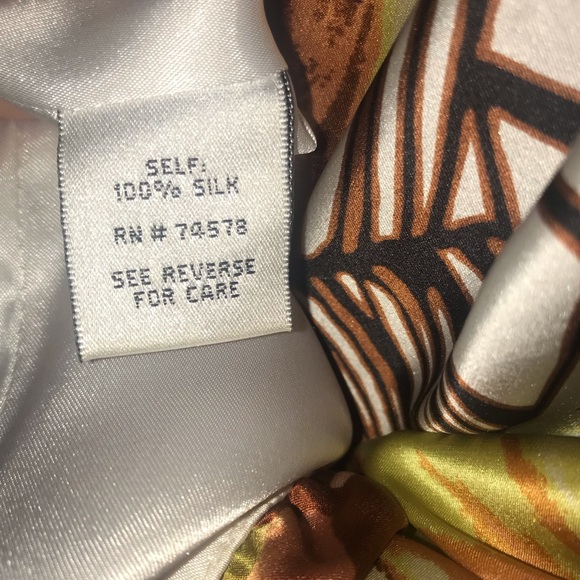 SELF:
100% SILK
RN # 74578
SEE REVERSE
FOR CARE